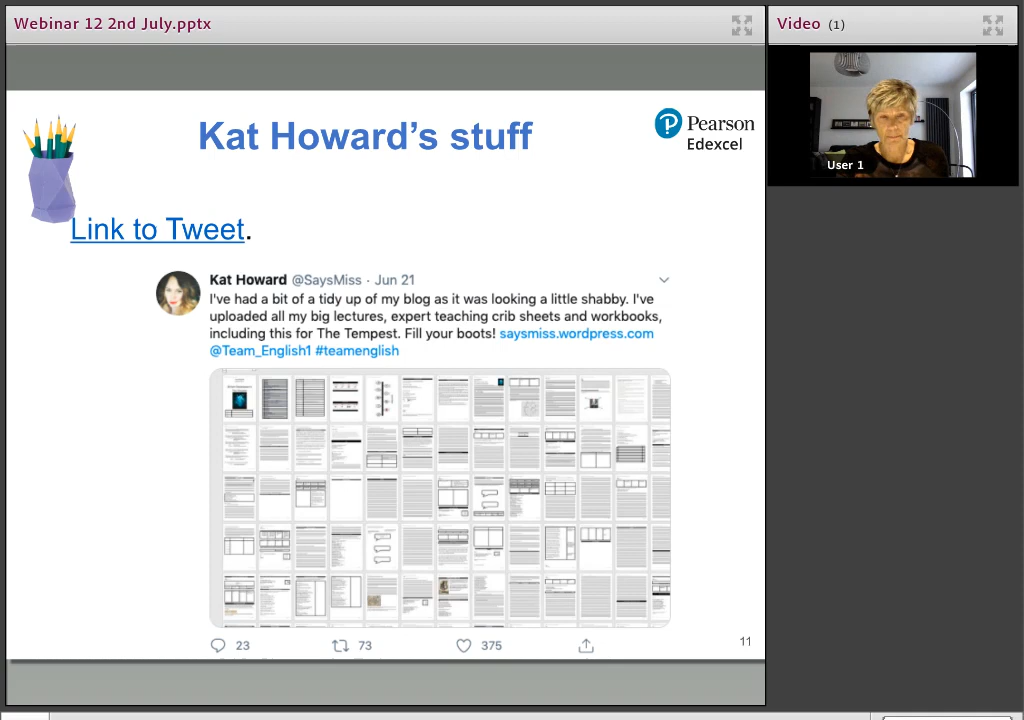 Webinar 12 2nd July.pptx
Video (1)
Kat Howard's stuff
Pearson
Edexcel
User 1
Link to Tweet.
Kat Howard @SaysMiss · Jun 21
I've had a bit of a tidy up of my blog as it was looking a little shabby. I've
uploaded all my big lectures, expert teaching crib sheets and workbooks,
including this for The Tempest. Fill your boots! saysmiss.wordpress.com
@Team_English1 #teamenglish
23 73 375
11